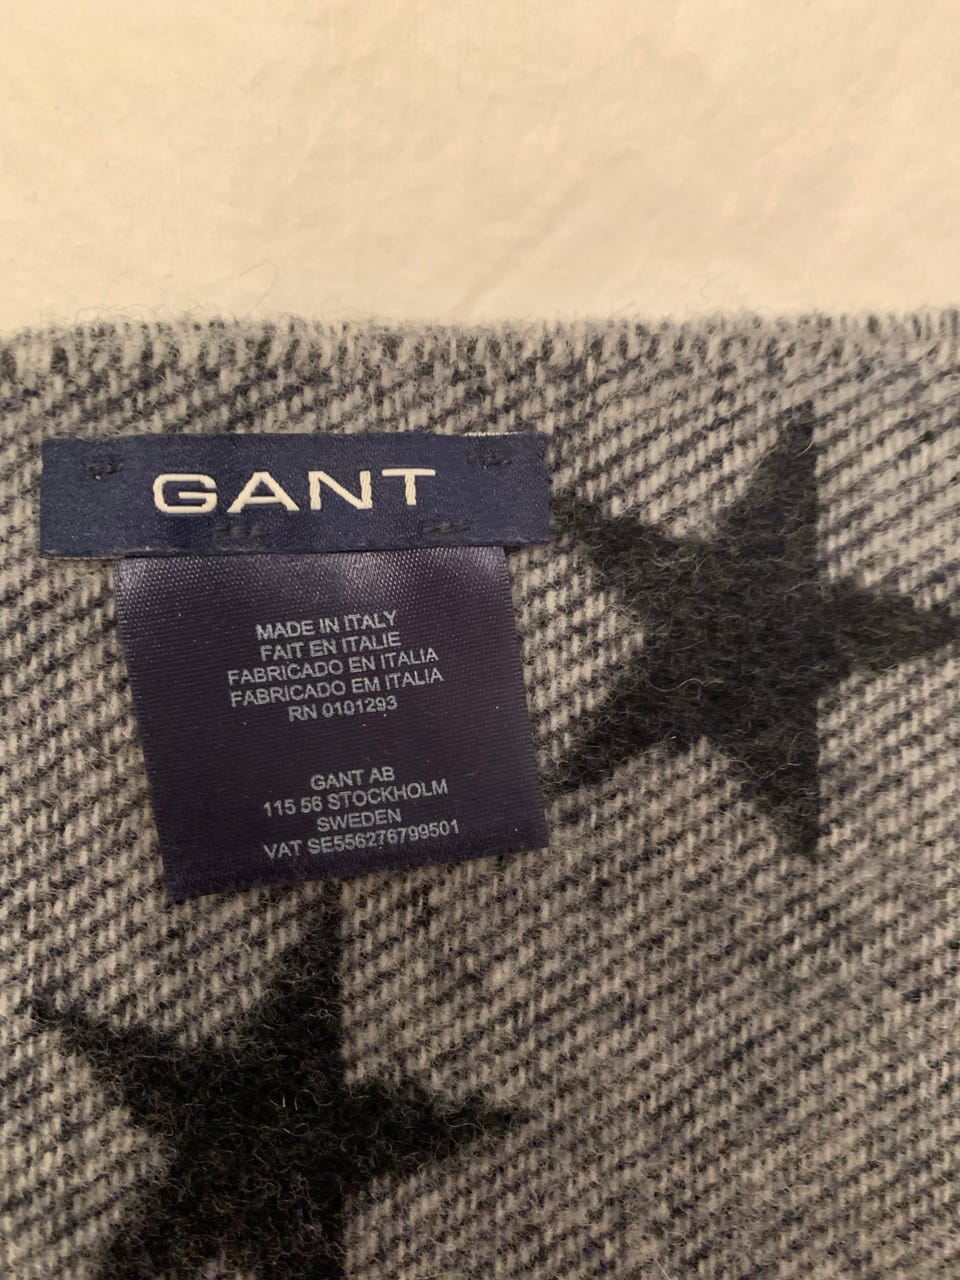 GANT
MADE IN ITALY
FAIT EN ITALIE
FABRICADO EN ITALIA
FABRICADO EM ITALIA
RN 0101293
GANT AB
115 56 STOCKHOLM
SWEDEN
VAT SE556276799501